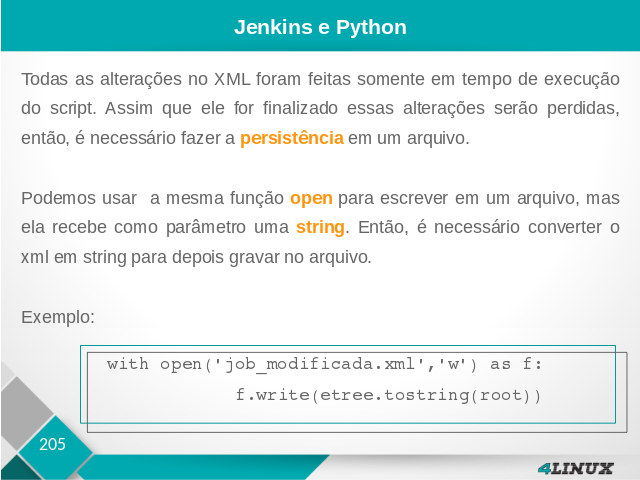 Jenkins e Python
Todas as alterações no XML foram feitas somente em tempo de execução
do script. Assim que ele for finalizado essas alterações serão perdidas,
então, é necessário fazer a persistência em um arquivo.
Podemos usar  a mesma função open para escrever em um arquivo, mas
ela recebe como parâmetro uma string. Então, é necessário converter o
xml em string para depois gravar no arquivo.
Exemplo:
with open('job_modificada.xml','w') as f:
f.write(etree.tostring(root))
205
4LINUX